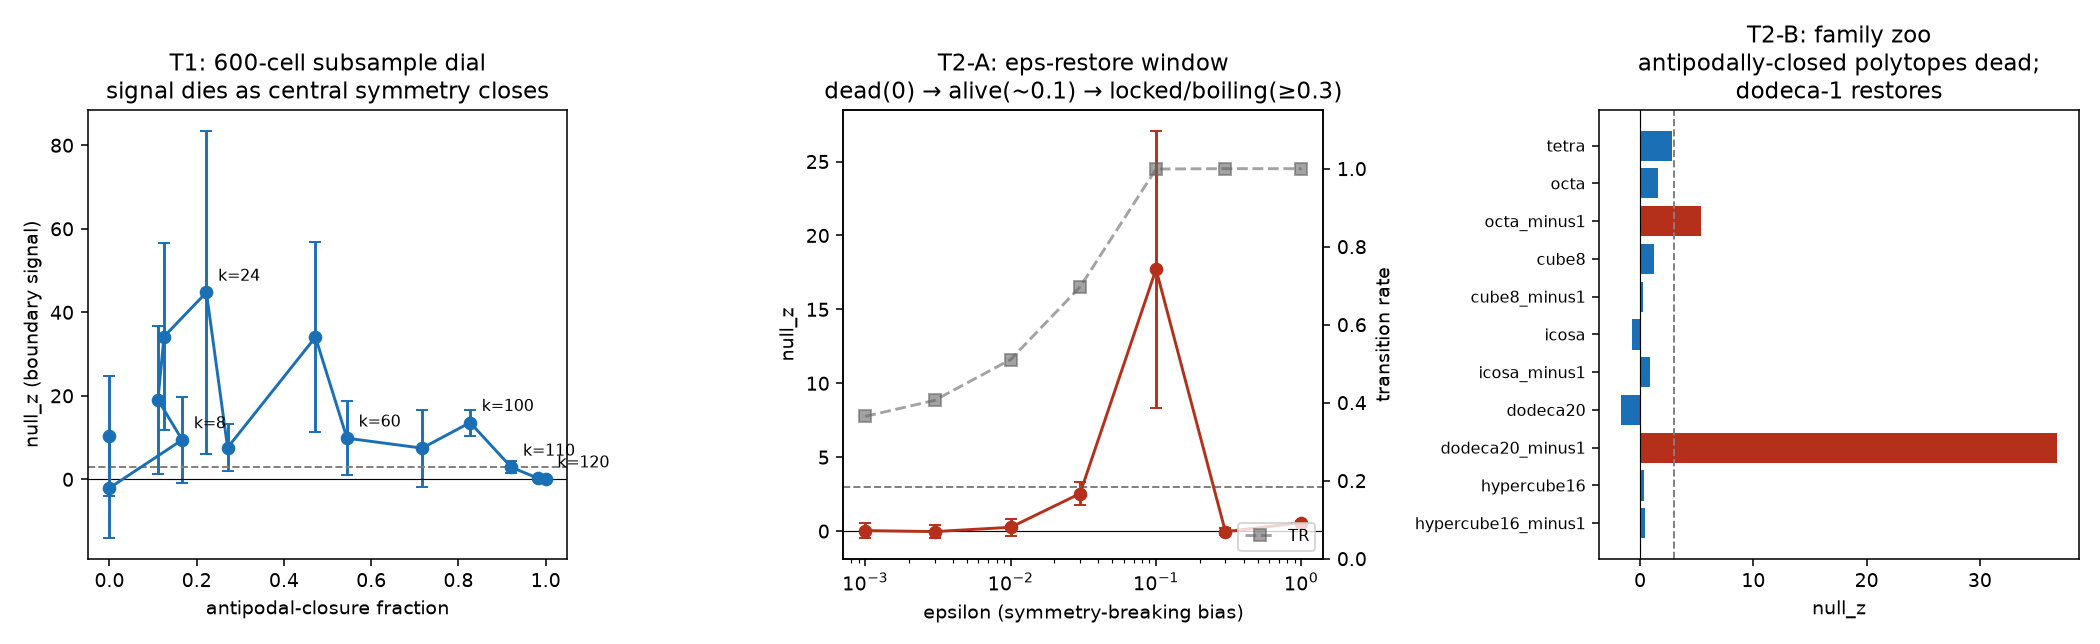 T1: 600-cell subsample dial
signal dies as central symmetry closes
null_z (boundary signal)
80
60
40
20
0
k=24
k=8
k=60
k=100
k=110
k=120
0.0 0.2 0.4 0.6 0.8 1.0
antipodal-closure fraction
T2-A: eps-restore window
dead(0) → alive(~0.1) → locked/boiling(≥0.3)
null_z
25
20
15
10
5
0
1.0
0.8
0.6
0.4
0.2
0.0
transition rate
TR
10⁻³ 10⁻² 10⁻¹ 10⁰
epsilon (symmetry-breaking bias)
T2-B: family zoo
antipodally-closed polytopes dead;
dodeca-1 restores
tetra
octa
octa_minus1
cube8
cube8_minus1
icosa
icosa_minus1
dodeca20
dodeca20_minus1
hypercube16
hypercube16_minus1
0 10 20 30
null_z